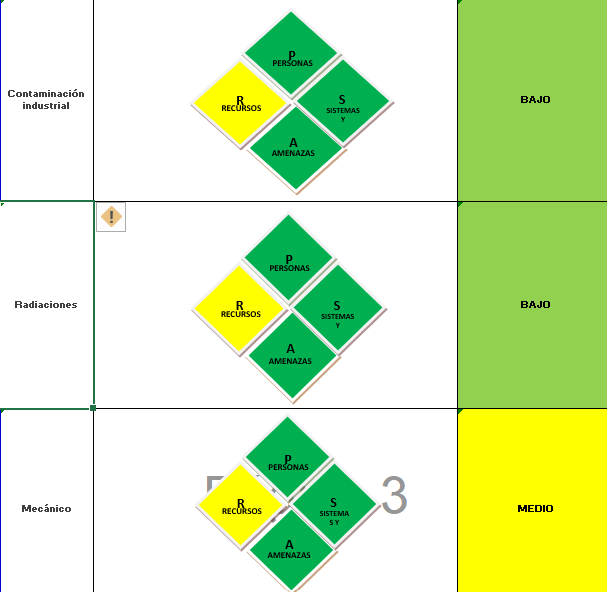 Contaminación
industrial
P
PERSONAS
R
RECURSOS
S
SISTEMAS
Y
A
AMENAZAS
BAJO
!
Radiaciones
P
PERSONAS
R
RECURSOS
S
SISTEMAS
Y
A
AMENAZAS
BAJO
Mecánico
P
PERSONAS
R
RECURSOS
S
SISTEMA
S Y
A
AMENAZAS
3
MEDIO